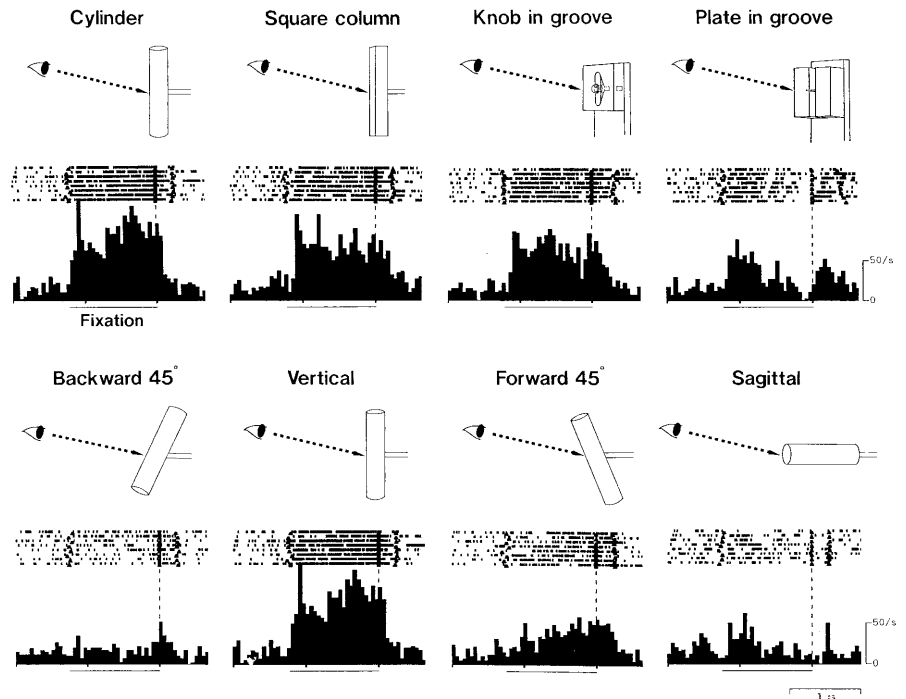 Cylinder Square column Knob in groove Plate in groove
50/s
0
Fixation
Backward 45° Vertical Forward 45° Sagittal
50/s
0
1 s